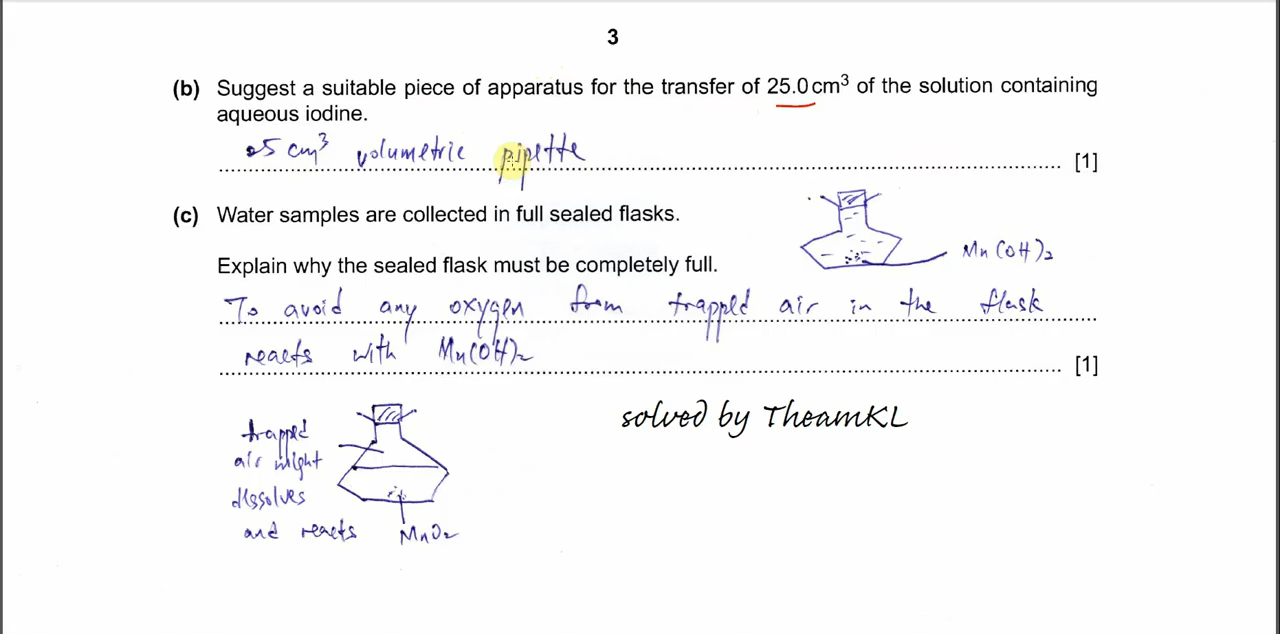 3
(b) Suggest a suitable piece of apparatus for the transfer of 25.0 cm³ of the solution containing
aqueous iodine.
25 cm³ volumetric pipette
[1]
(c) Water samples are collected in full sealed flasks.
Explain why the sealed flask must be completely full.
Mn(OH)₂
To avoid any oxygen from trapped air in the flask
reacts with Mn(OH)₂
[1]
solved by TheamKL
trapped
air might
dissolves
and reacts
MnO₂